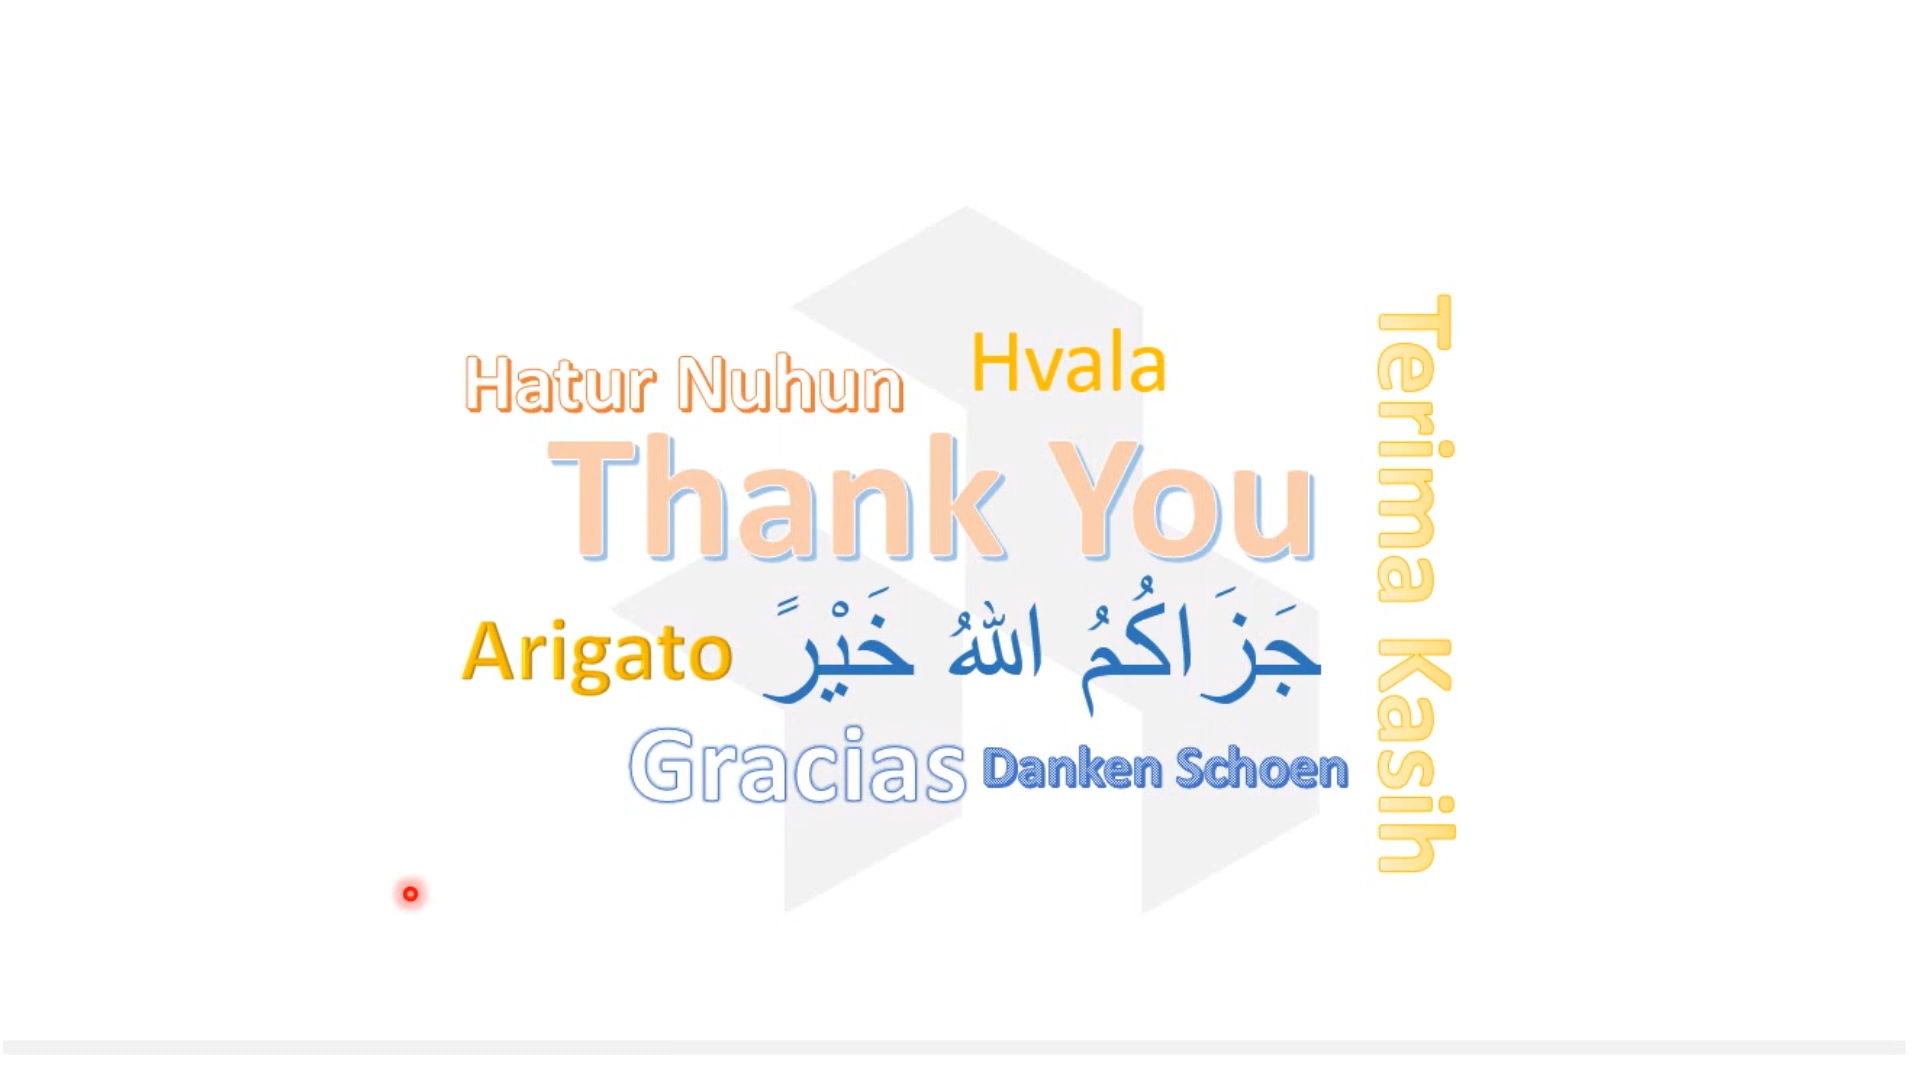 Hatur Nuhun
Hvala
Thank You
Arigato
جَزَاكُمُ اللهُ خَيْرً
Gracias
Danken Schoen
Terima Kasih